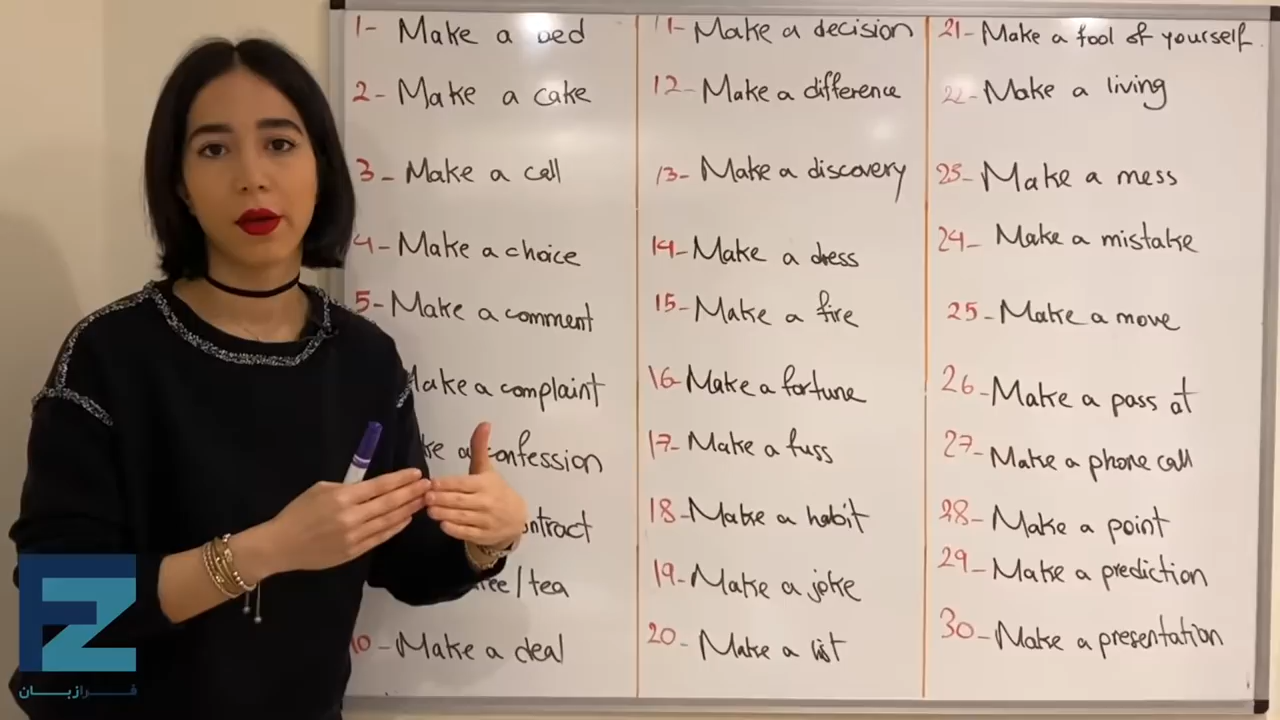 1- Make a bed
2- Make a cake
3- Make a call
4- Make a choice
5- Make a comment
Make a complaint
ke a confession
ntract
ee/tea
10- Make a deal
11- Make a decision
12- Make a difference
13- Make a discovery
14- Make a dress
15- Make a fire
16- Make a fortune
17- Make a fuss
18- Make a habit
19- Make a joke
20- Make a list
21- Make a fool of yourself.
22- Make a living
25- Make a mess
24- Make a mistake
25- Make a move
26- Make a pass at
27- Make a phone call
28- Make a point
29- Make a prediction
30- Make a presentation
FZ
فرازبان